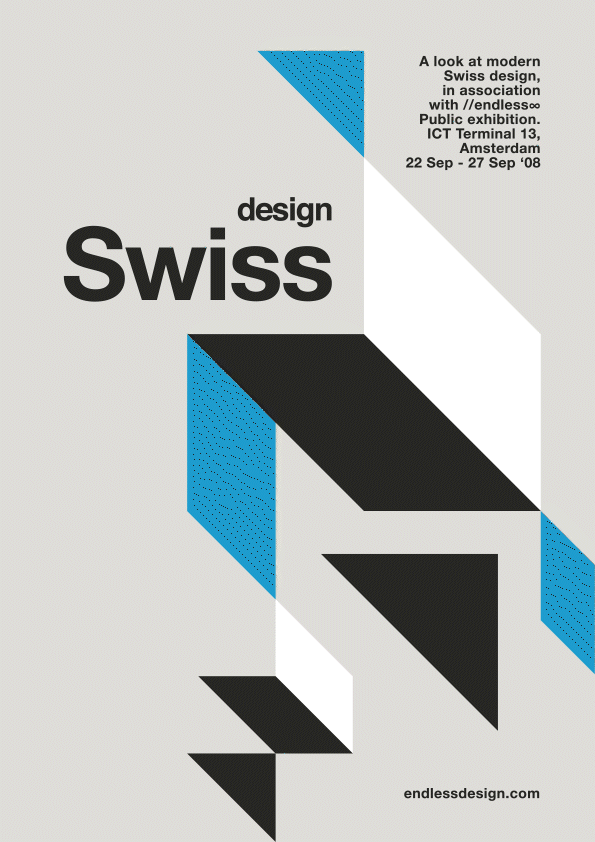 A look at modern
Swiss design,
in association
with //endless∞
Public exhibition.
ICT Terminal 13,
Amsterdam
22 Sep - 27 Sep ‘08
design
Swiss
endlessdesign.com